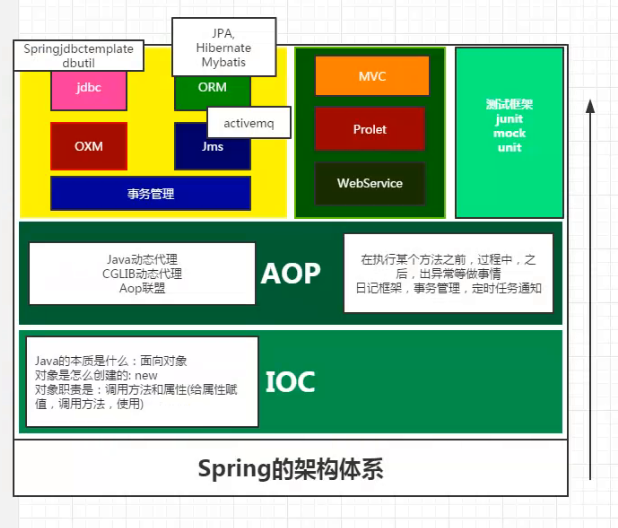 Springjdbctemplate
dbutil
JPA,
Hibernate
Mybatis
jdbc
ORM
activemq
OXM
Jms
事务管理
MVC
Prolet
WebService
测试框架
junit
mock
unit
Java动态代理
CGLIB动态代理
Aop联盟
AOP
在执行某个方法之前，过程中，之
后，出异常等做事情
日记框架，事务管理，定时任务通知
Java的本质是什么：面向对象
对象是怎么创建的: new
对象职责是：调用方法和属性(给属性赋
值，调用方法，使用)
IOC
Spring的架构体系